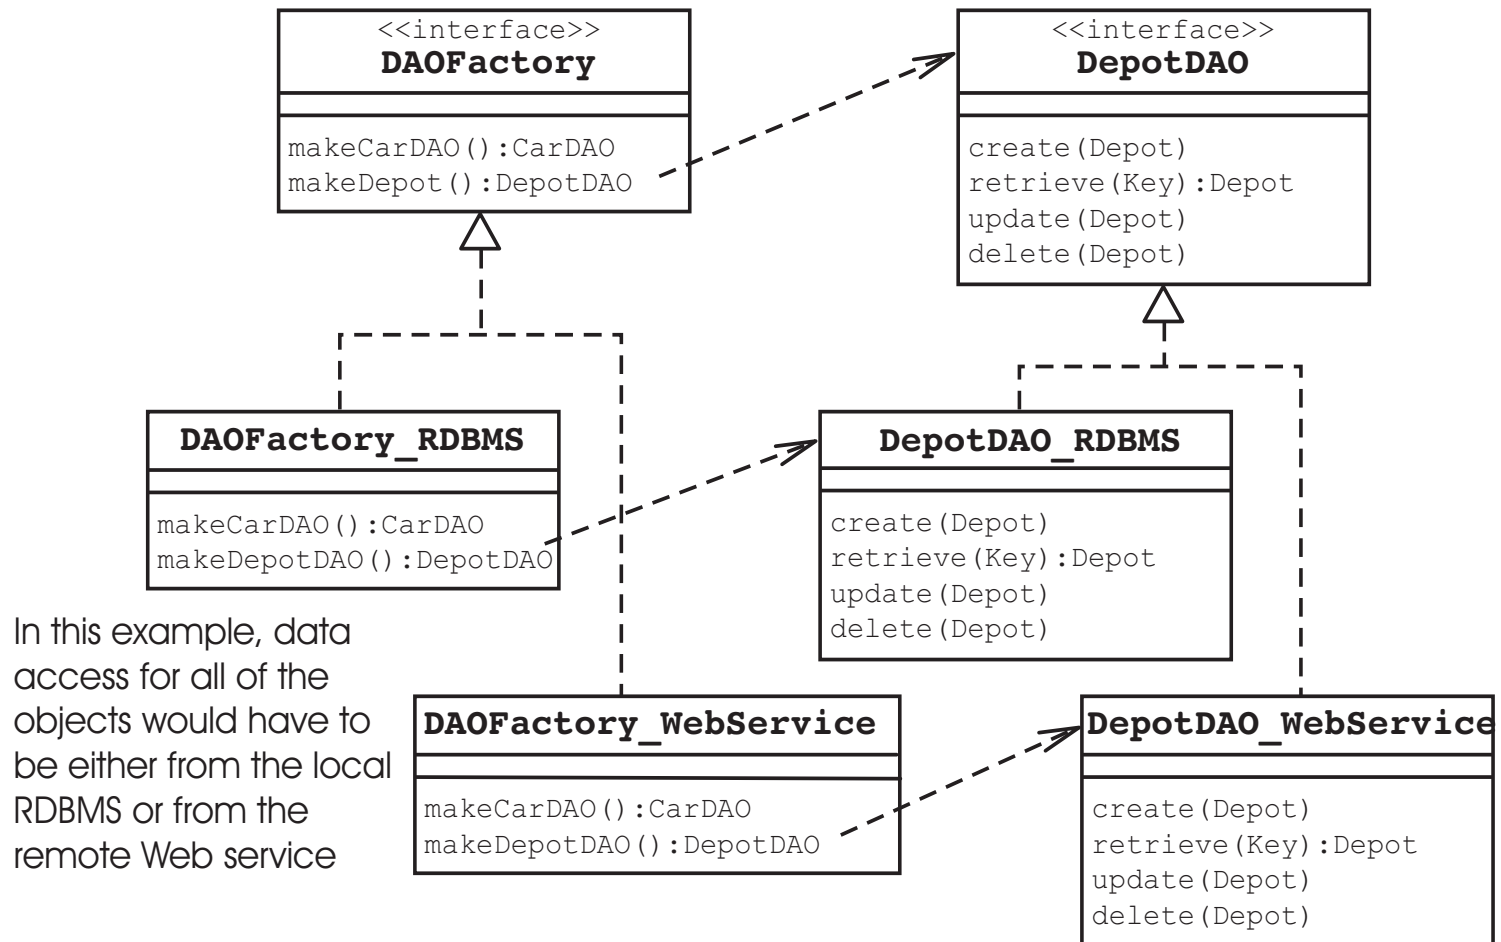 <<interface>>
DAOFactory
makeCarDAO():CarDAO
makeDepot():DepotDAO
<<interface>>
DepotDAO
create(Depot)
retrieve(Key):Depot
update(Depot)
delete(Depot)
DAOFactory_RDBMS
makeCarDAO():CarDAO
makeDepotDAO():DepotDAO
DepotDAO_RDBMS
create(Depot)
retrieve(Key):Depot
update(Depot)
delete(Depot)
In this example, data
access for all of the
objects would have to
be either from the local
RDBMS or from the
remote Web service
DAOFactory_WebService
makeCarDAO():CarDAO
makeDepotDAO():DepotDAO
DepotDAO_WebService
create(Depot)
retrieve(Key):Depot
update(Depot)
delete(Depot)